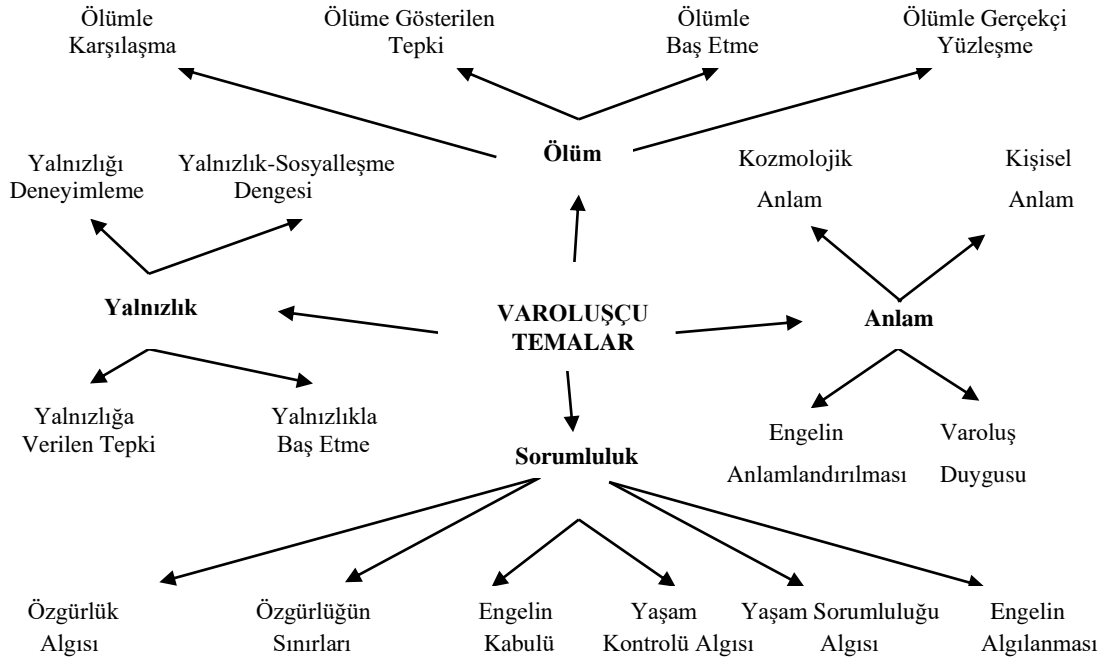 Ölümle
Karşılaşma
Ölüme Gösterilen
Tepki
Ölümle
Baş Etme
Ölümle Gerçekçi
Yüzleşme
Ölüm
Yalnızlığı
Deneyimleme
Yalnızlık-Sosyalleşme
Dengesi
Kozmolojik
Anlam
Kişisel
Anlam
Yalnızlık
VAROLUŞÇU
TEMALAR
Anlam
Yalnızlığa
Verilen Tepki
Yalnızlıkla
Baş Etme
Engelin
Anlamlandırılması
Varoluş
Duygusu
Sorumluluk
Özgürlük
Algısı
Özgürlüğün
Sınırları
Engelin
Kabulü
Yaşam
Kontrolü Algısı
Yaşam Sorumluluğu
Algısı
Engelin
Algılanması